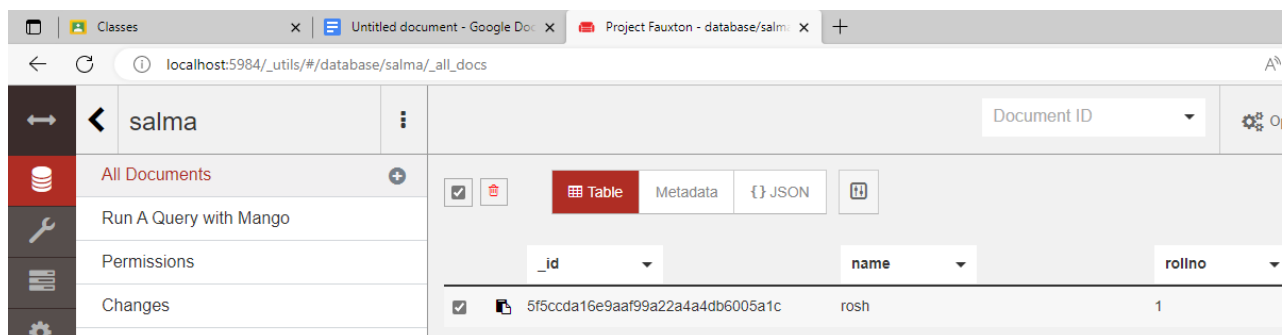 Classes
Untitled document - Google Doc
Project Fauxton - database/salma
localhost:5984/_utils/#/database/salma/_all_docs
salma
Document ID
All Documents
Table
Metadata
{ } JSON
Run A Query with Mango
Permissions
_id
name
rollno
Changes
5f5ccda16e9aaf99a22a4a4db6005a1c
rosh
1